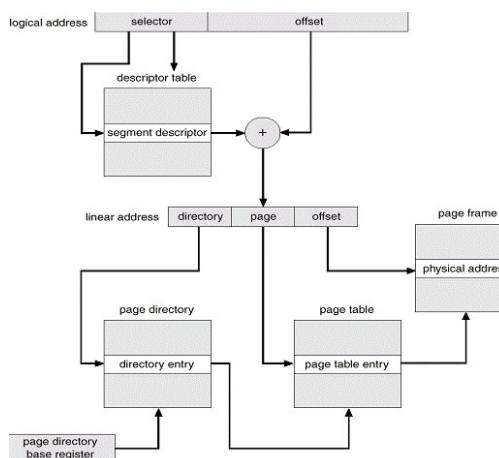 logical address selector offset
descriptor table
segment descriptor
+
linear address directory page offset
page frame
physical addres
page directory page table
directory entry page table entry
page directory
base register